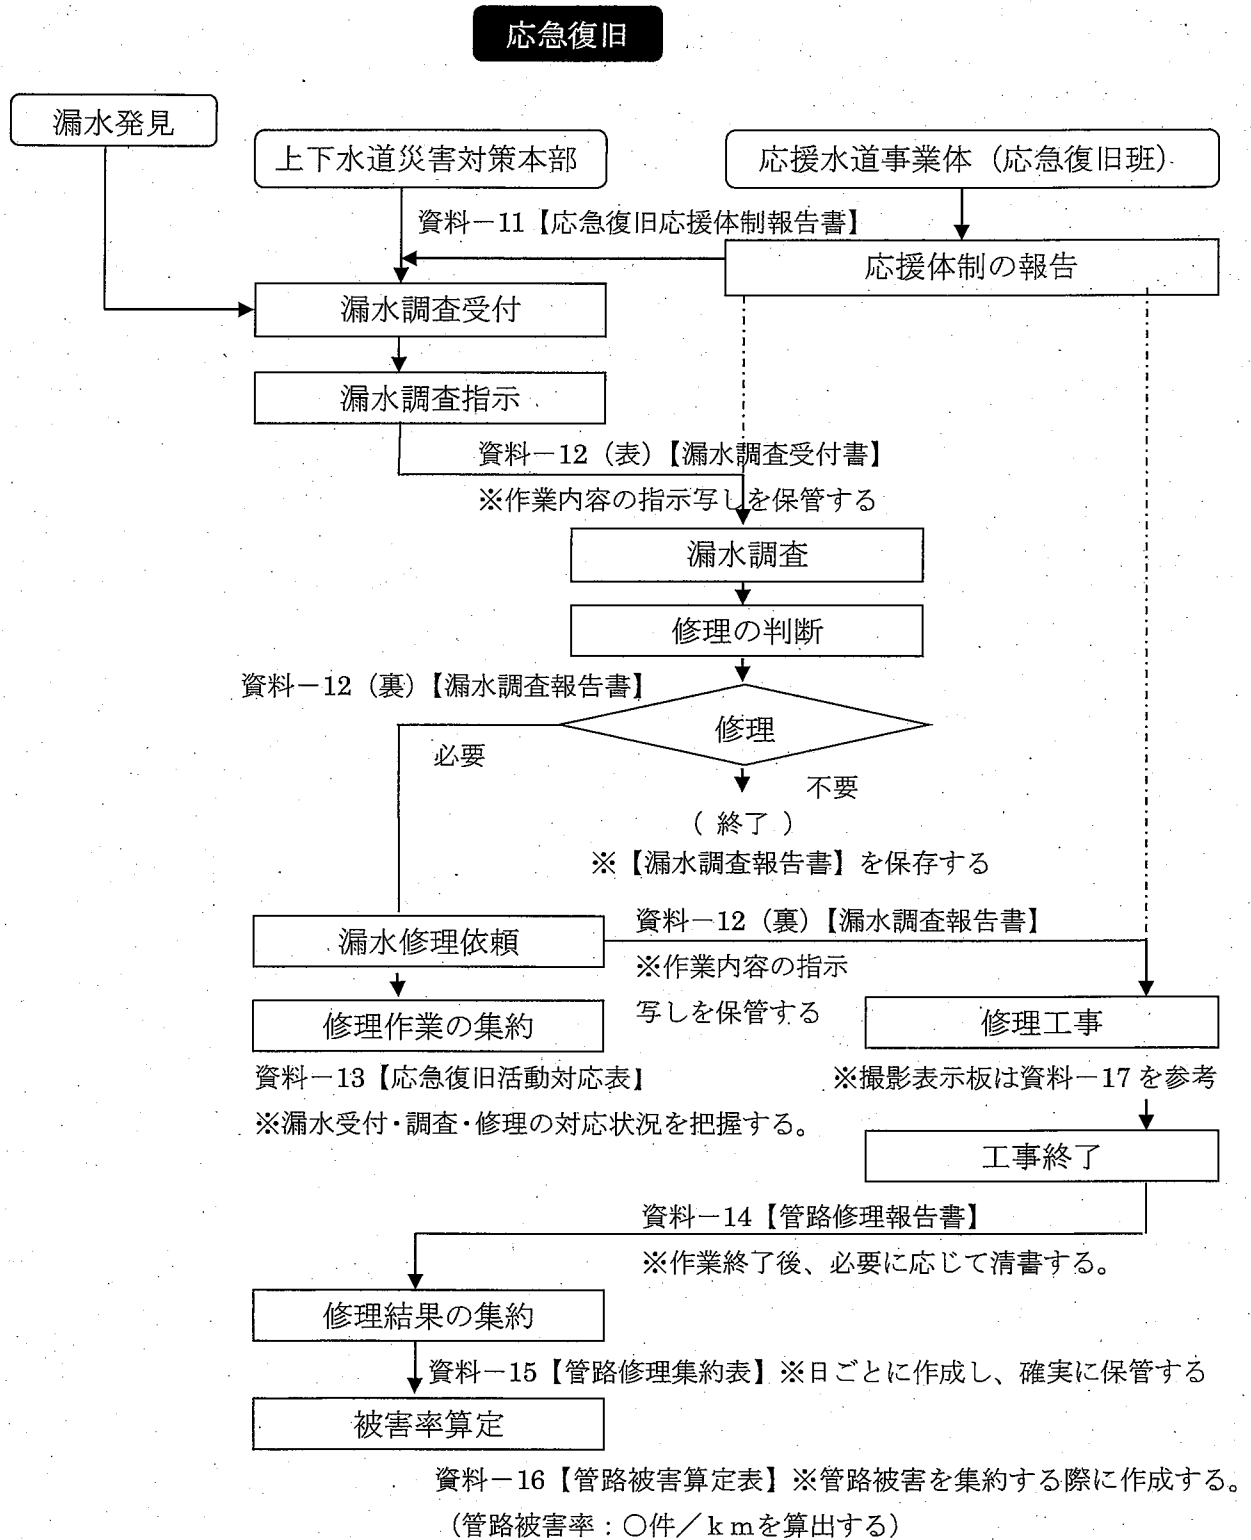 応急復旧
漏水発見
上下水道災害対策本部
応援水道事業体（応急復旧班）
資料－11【応急復旧応援体制報告書】
応援体制の報告
漏水調査受付
漏水調査指示
資料－12（表）【漏水調査受付書】
※作業内容の指示写しを保管する
漏水調査
修理の判断
資料－12（裏）【漏水調査報告書】
修理
必要
不要
（ 終了 ）
※【漏水調査報告書】を保存する
漏水修理依頼
資料－12（裏）【漏水調査報告書】
※作業内容の指示
写しを保管する
修理作業の集約
修理工事
資料－13【応急復旧活動対応表】
※撮影表示板は資料－17を参考
※漏水受付・調査・修理の対応状況を把握する。
工事終了
資料－14【管路修理報告書】
※作業終了後、必要に応じて清書する。
修理結果の集約
資料－15【管路修理集約表】※日ごとに作成し、確実に保管する
被害率算定
資料－16【管路被害算定表】※管路被害を集約する際に作成する。
（管路被害率：○件／ｋｍを算出する）